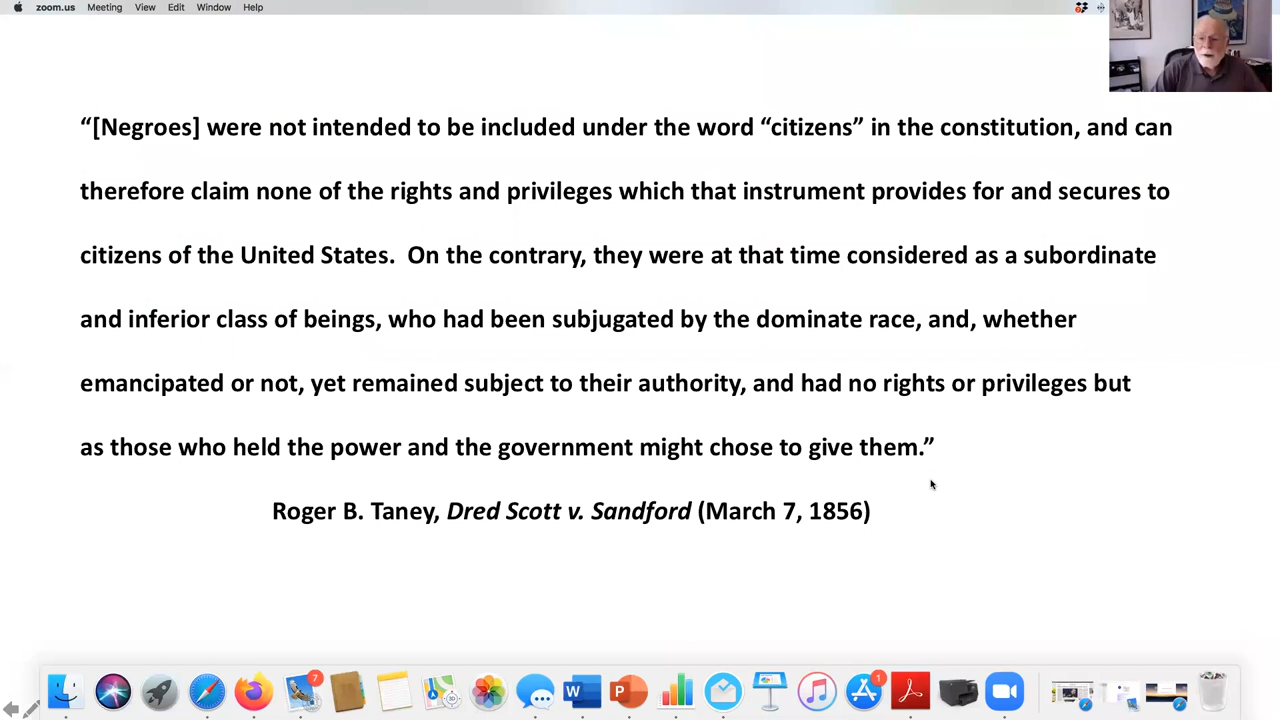 zoom.us Meeting View Edit Window Help
“[Negroes] were not intended to be included under the word “citizens” in the constitution, and can
therefore claim none of the rights and privileges which that instrument provides for and secures to
citizens of the United States.  On the contrary, they were at that time considered as a subordinate
and inferior class of beings, who had been subjugated by the dominate race, and, whether
emancipated or not, yet remained subject to their authority, and had no rights or privileges but
as those who held the power and the government might chose to give them.”
Roger B. Taney, Dred Scott v. Sandford (March 7, 1856)
7
W
P
1